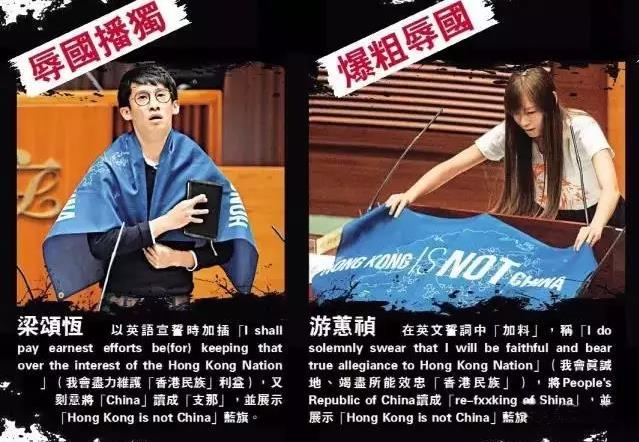 辱國播獨
爆粗辱國
HONG
NA
HONG KONG IS NOT CHINA
梁頌恆 以英語宣誓時加插「I shall
pay earnest efforts be(for) keeping that
over the interest of the Hong Kong Nation
」（我會盡力維護「香港民族」利益），又
刻意將「China」讀成「支那」，並展示
「Hong Kong is not China」藍旗。
游蕙禎 在英文誓詞中「加料」，稱「I do
solemnly swear that I will be faithful and bear
true allegiance to Hong Kong Nation」（我會眞誠
地、竭盡所能效忠「香港民族」），將People's
Republic of China讀成「re-fxxking of Shina」，並
展示「Hong Kong is not China」藍旗